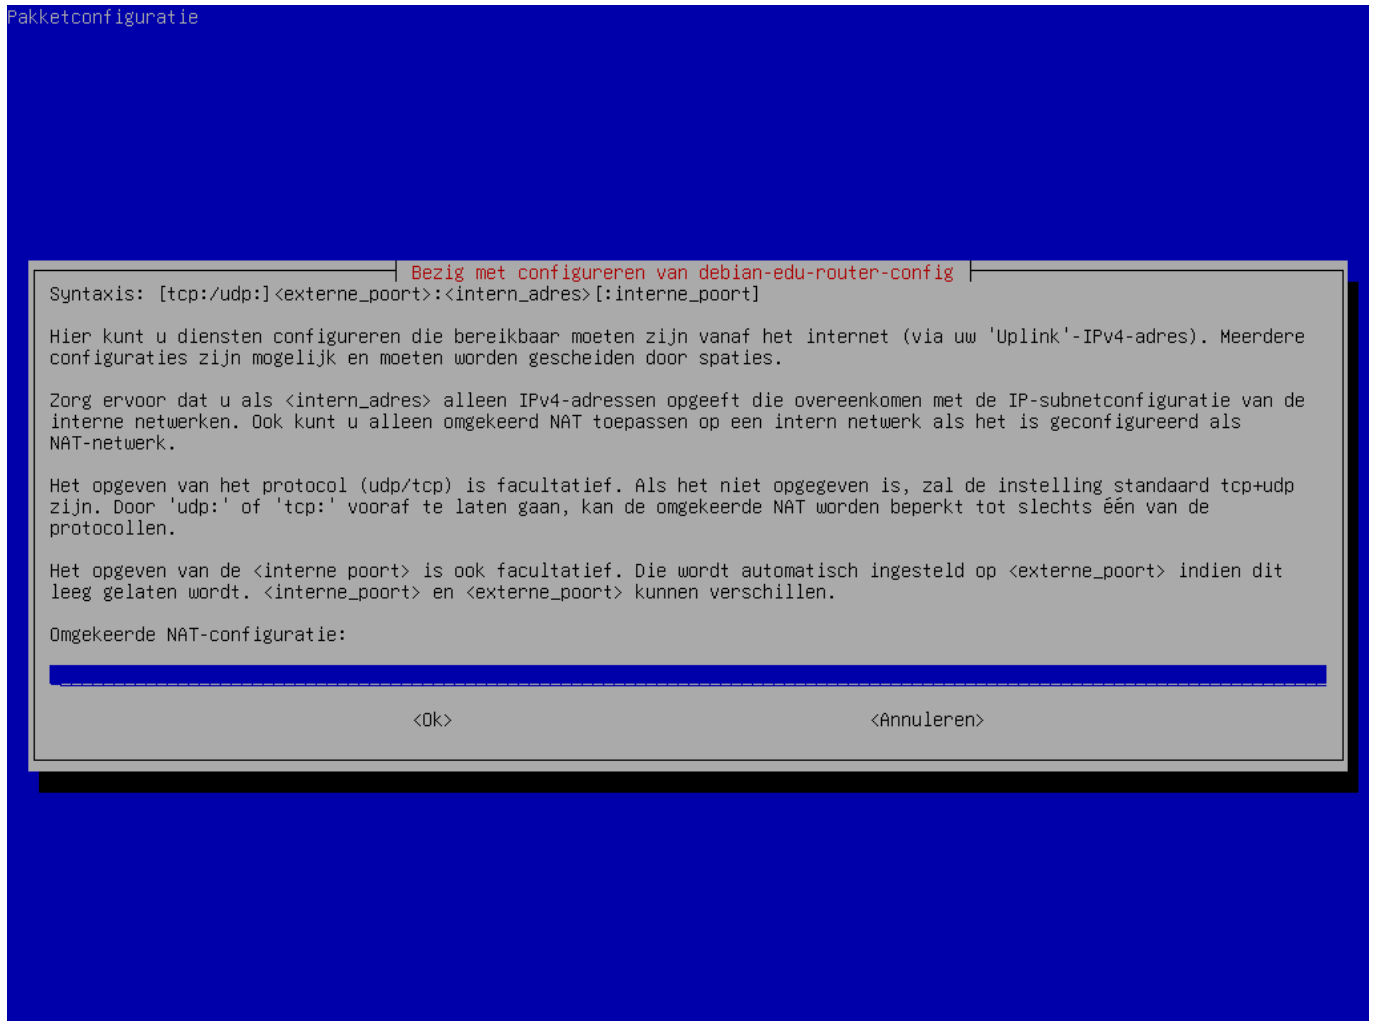 Pakketconfiguratie
Bezig met configureren van debian-edu-router-config
Syntaxis: [tcp:/udp:]<externe_poort>:<intern_adres>[:interne_poort]
Hier kunt u diensten configureren die bereikbaar moeten zijn vanaf het internet (via uw 'Uplink'-IPv4-adres). Meerdere
configuraties zijn mogelijk en moeten worden gescheiden door spaties.
Zorg ervoor dat u als <intern_adres> alleen IPv4-adressen opgeeft die overeenkomen met de IP-subnetconfiguratie van de
interne netwerken. Ook kunt u alleen omgekeerd NAT toepassen op een intern netwerk als het is geconfigureerd als
NAT-netwerk.
Het opgeven van het protocol (udp/tcp) is facultatief. Als het niet opgegeven is, zal de instelling standaard tcp+udp
zijn. Door 'udp:' of 'tcp:' vooraf te laten gaan, kan de omgekeerde NAT worden beperkt tot slechts één van de
protocollen.
Het opgeven van de <interne poort> is ook facultatief. Die wordt automatisch ingesteld op <externe_poort> indien dit
leeg gelaten wordt. <interne_poort> en <externe_poort> kunnen verschillen.
Omgekeerde NAT-configuratie:
<Ok> <Annuleren>